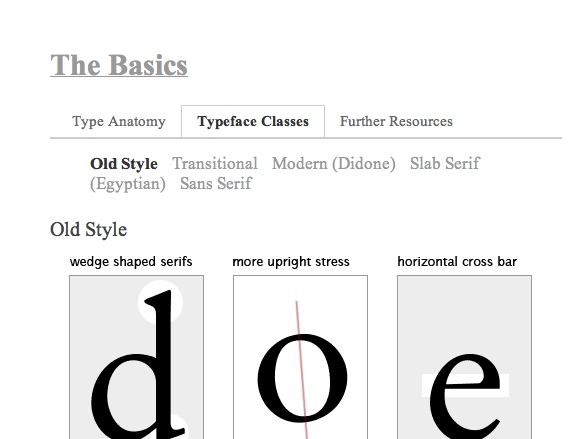 The Basics
Type Anatomy Typeface Classes Further Resources
Old Style Transitional Modern (Didone) Slab Serif
(Egyptian) Sans Serif
Old Style
wedge shaped serifs more upright stress horizontal cross bar
d o e